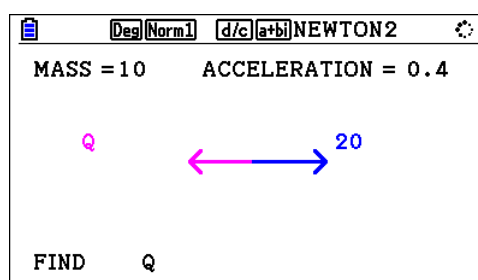 Deg Norm1 d/c a+bi NEWTON2
MASS =10 ACCELERATION = 0.4
Q 20
FIND Q